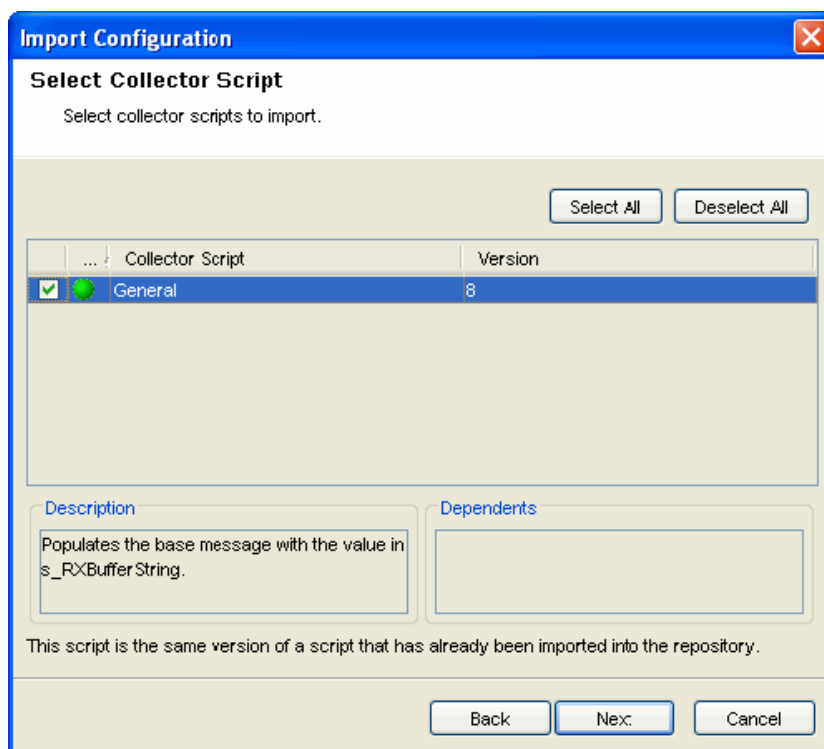 Import Configuration
Select Collector Script
Select collector scripts to import.
Select All Deselect All
... Collector Script Version
General 8
Description Dependents
Populates the base message with the value in
s_RXBufferString.
This script is the same version of a script that has already been imported into the repository.
Back Next Cancel